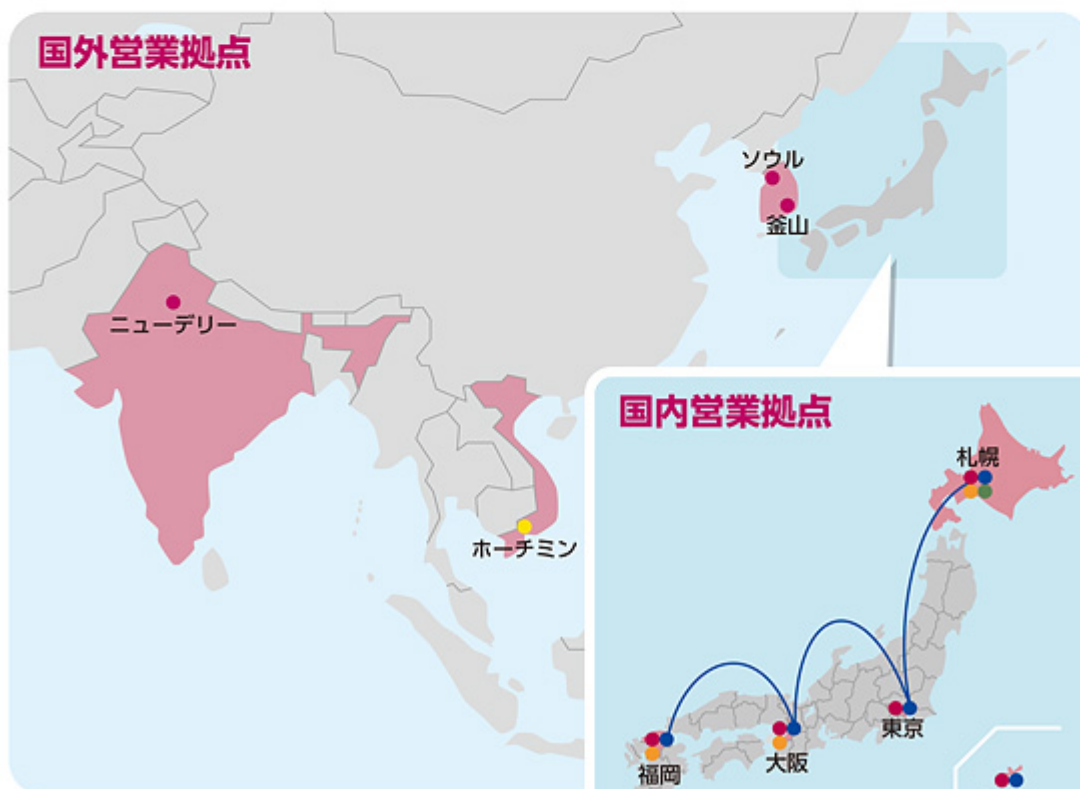 国外営業拠点
ソウル
釜山
ニューデリー
ホーチミン
国内営業拠点
札幌
東京
大阪
福岡